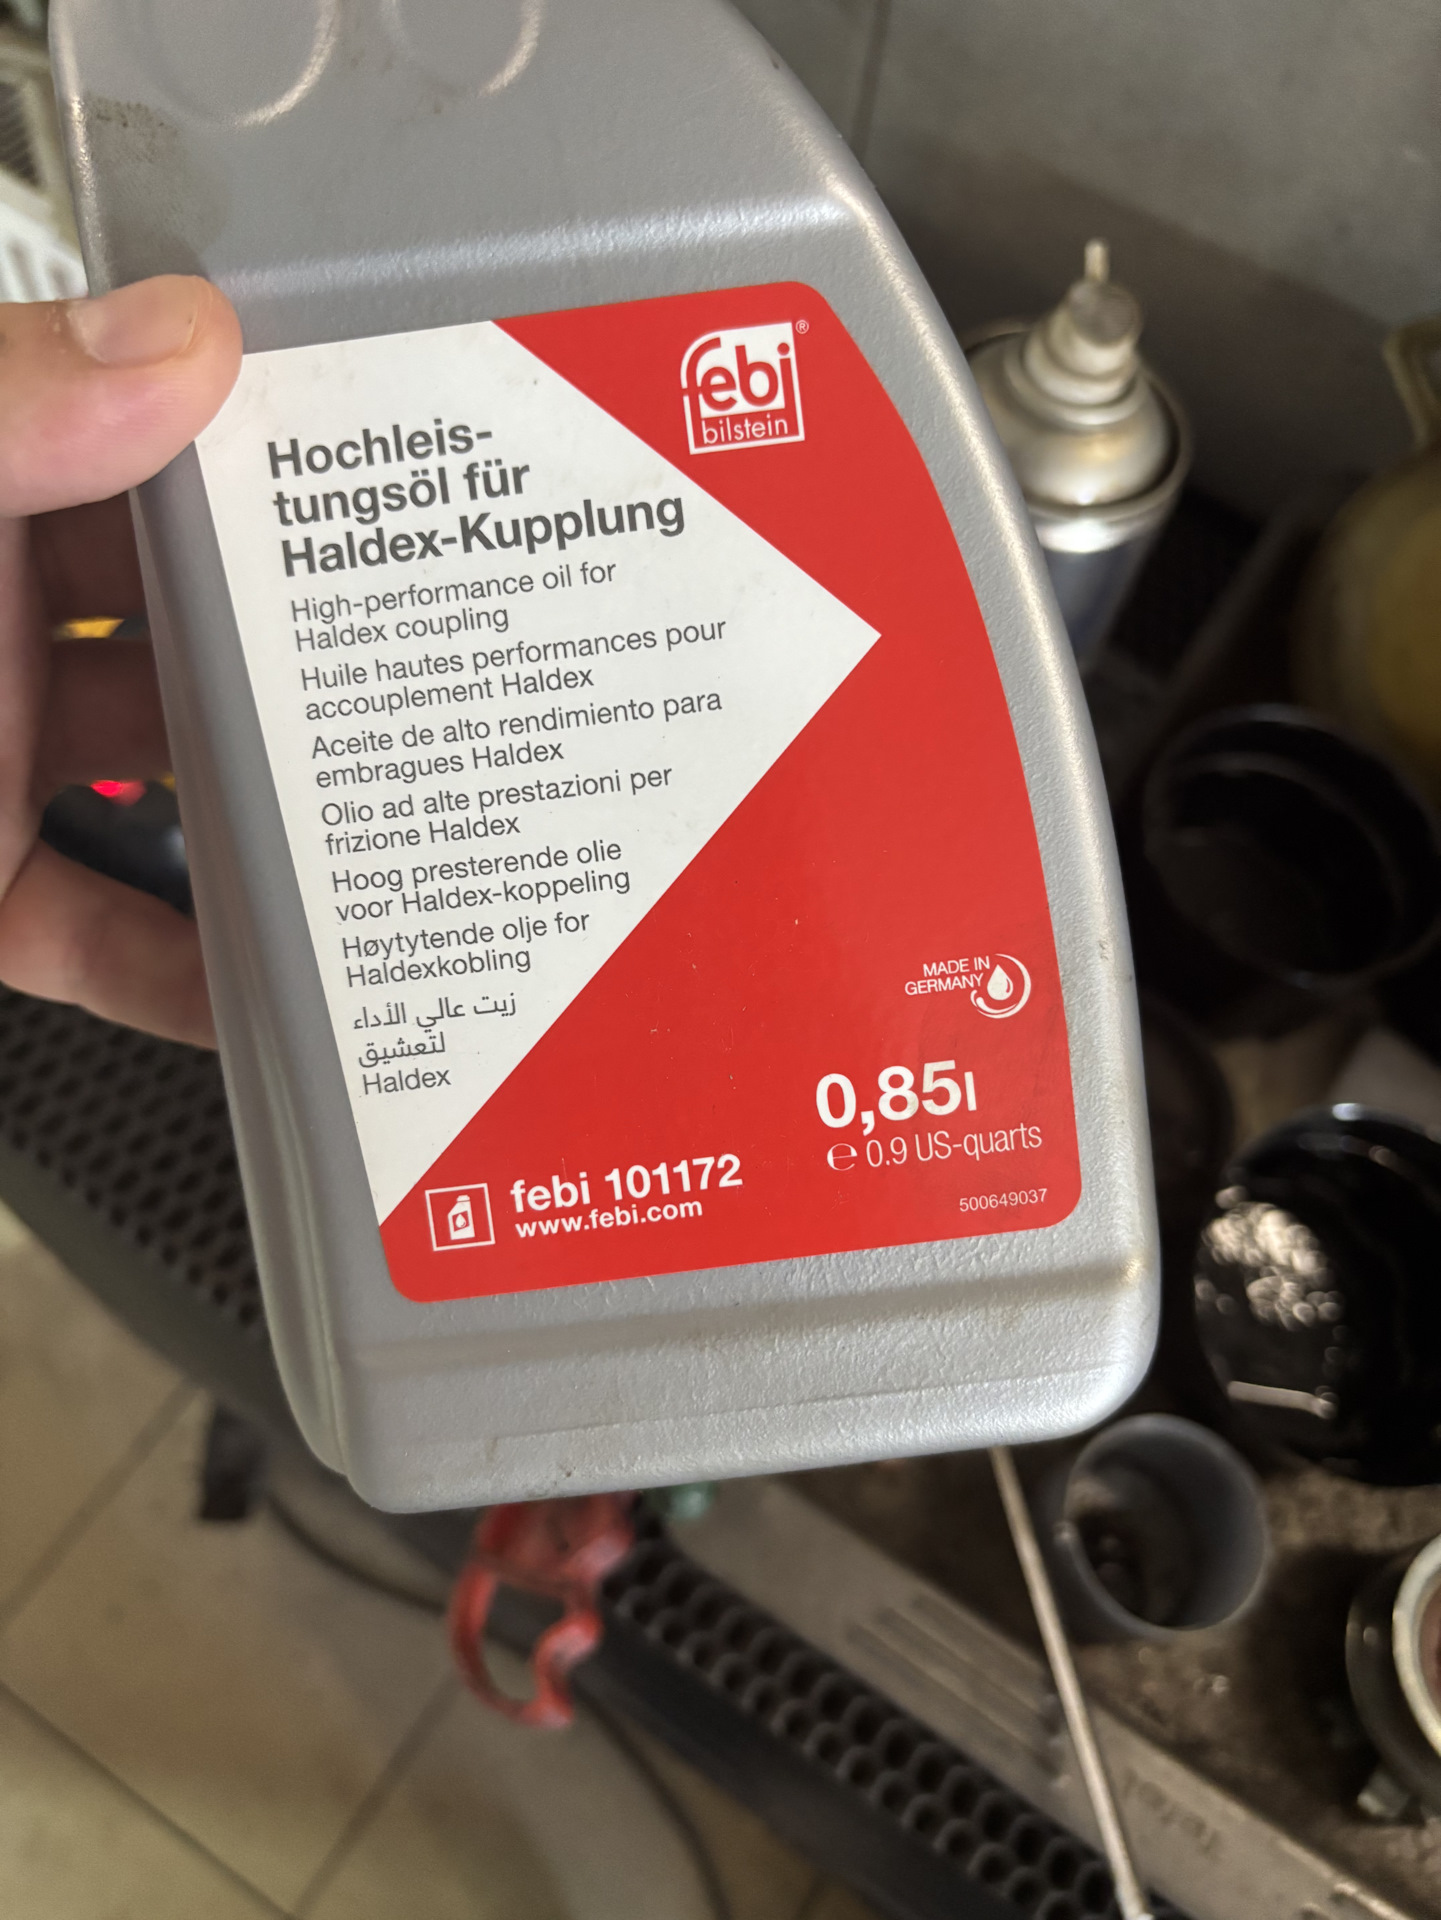 febi®
bilstein
Hochleis-
tungsöl für
Haldex-Kupplung
High-performance oil for
Haldex coupling
Huile hautes performances pour
accouplement Haldex
Aceite de alto rendimiento para
embragues Haldex
Olio ad alte prestazioni per
frizione Haldex
Hoog presterende olie
voor Haldex-koppeling
Høytytende olje for
Haldexkobling
زيت عالي الأداء
لتعشيق
Haldex
MADE IN
GERMANY
0,85l
℮ 0.9 US-quarts
febi 101172
www.febi.com
500649037